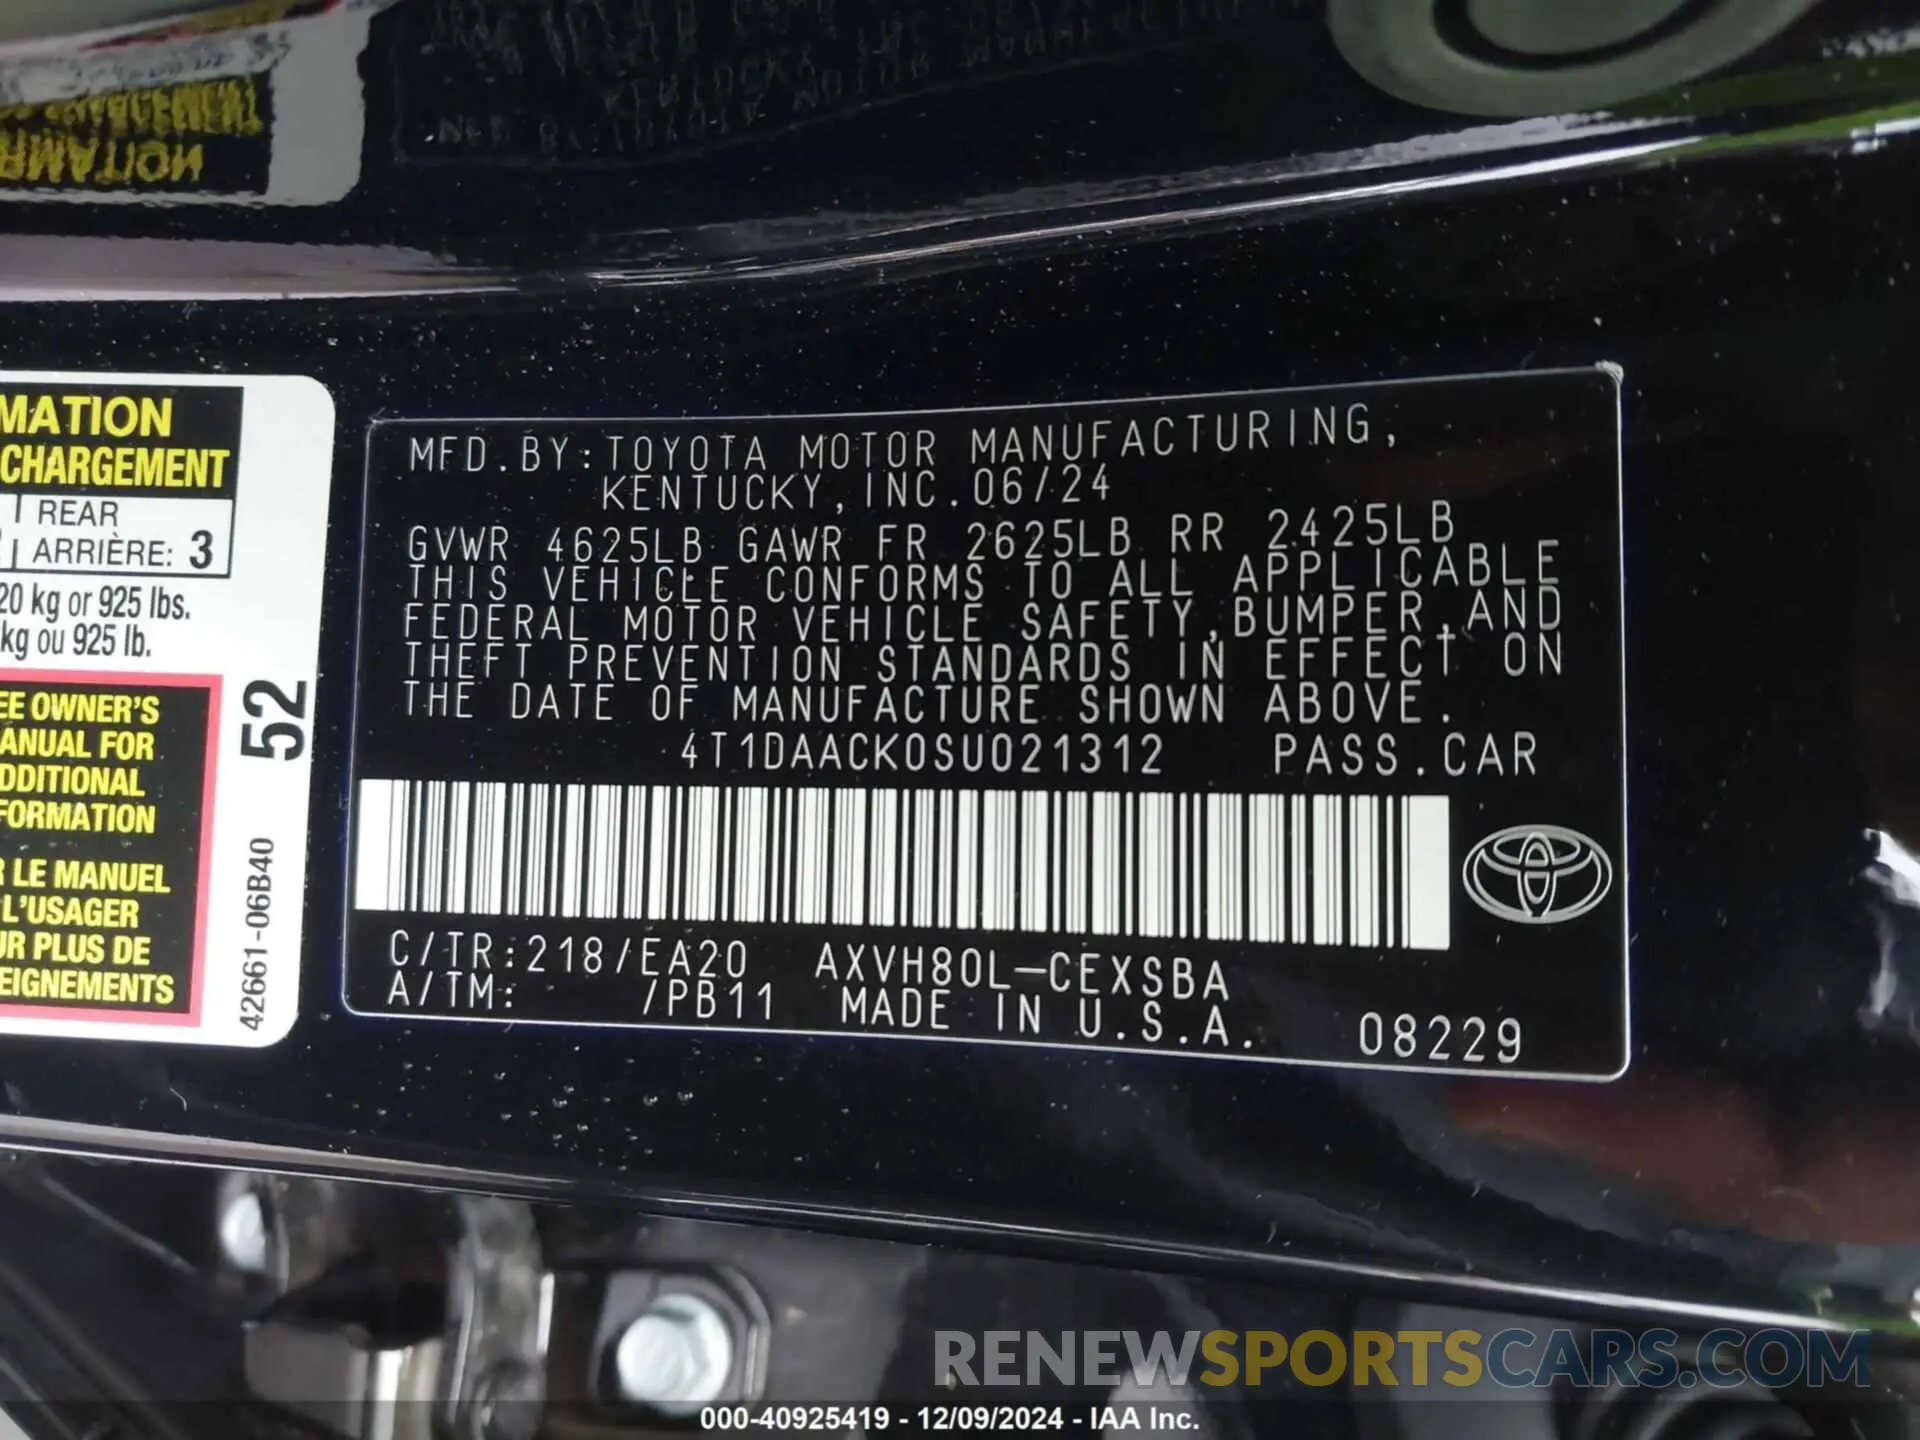 MATION
CHARGEMENT
REAR
ARRIÈRE: 3
20 kg or 925 lbs.
kg ou 925 lb.
EE OWNER'S
ANUAL FOR
DDITIONAL
FORMATION
R LE MANUEL
L'USAGER
UR PLUS DE
EIGNEMENTS
52
42661-06B40
MFD.BY:TOYOTA MOTOR MANUFACTURING,
KENTUCKY,INC.06/24
GVWR 4625LB GAWR FR 2625LB RR 2425LB
THIS VEHICLE CONFORMS TO ALL APPLICABLE
FEDERAL MOTOR VEHICLE SAFETY,BUMPER,AND
THEFT PREVENTION STANDARDS IN EFFECT ON
THE DATE OF MANUFACTURE SHOWN ABOVE.
4T1DAACK0SU021312 PASS.CAR
C/TR:218/EA20 AXVH80L-CEXSBA
A/TM: /PB11 MADE IN U.S.A. 08229
RENEWSPORTSCARS.COM
000-40925419 - 12/09/2024 - IAA Inc.